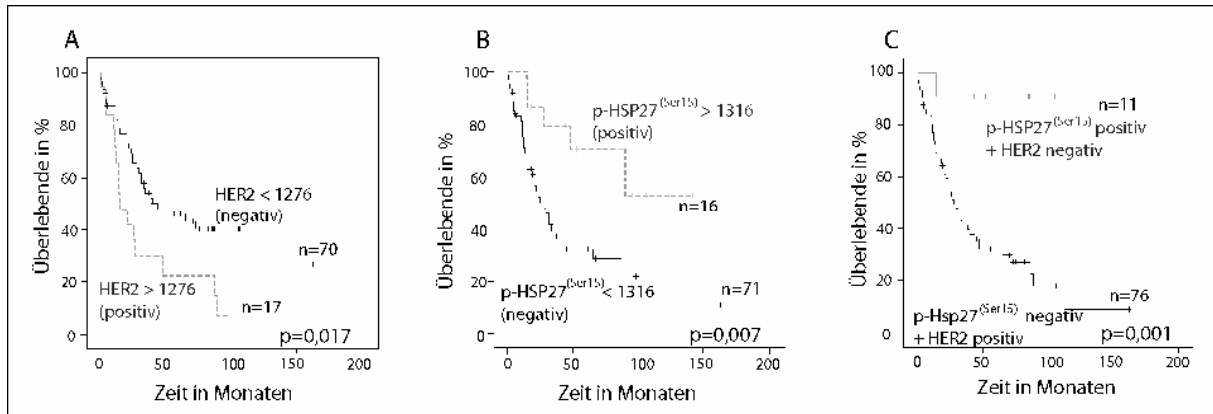 A
100
80
60
40
20
0
Überlebende in %
HER2 < 1276
(negativ)
n=70
HER2 > 1276
(positiv)
n=17
p=0,017
0
50
100
150
200
Zeit in Monaten
B
100
80
60
40
20
0
Überlebende in %
p-HSP27(Ser15) > 1316
(positiv)
n=16
p-HSP27(Ser15) < 1316
(negativ)
n=71
p=0,007
0
50
100
150
200
Zeit in Monaten
C
100
80
60
40
20
0
Überlebende in %
n=11
p-HSP27(Ser15) positiv
+ HER2 negativ
n=76
p-Hsp27(Ser15) negativ
+ HER2 positiv
p=0,001
0
50
100
150
200
Zeit in Monaten